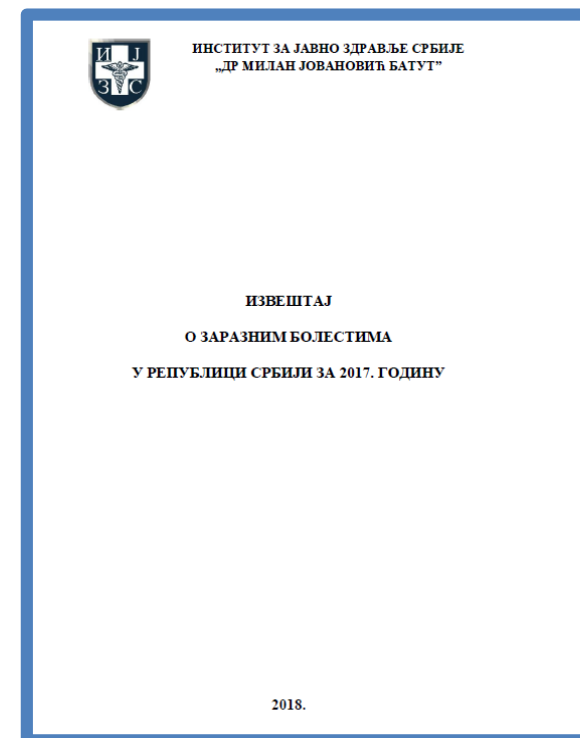 И Ј
З С
ИНСТИТУТ ЗА ЈАВНО ЗДРАВЉЕ СРБИЈЕ
„ДР МИЛАН ЈОВАНОВИЋ БАТУТ”
ИЗВЕШТАЈ
О ЗАРАЗНИМ БОЛЕСТИМА
У РЕПУБЛИЦИ СРБИЈИ ЗА 2017. ГОДИНУ
2018.